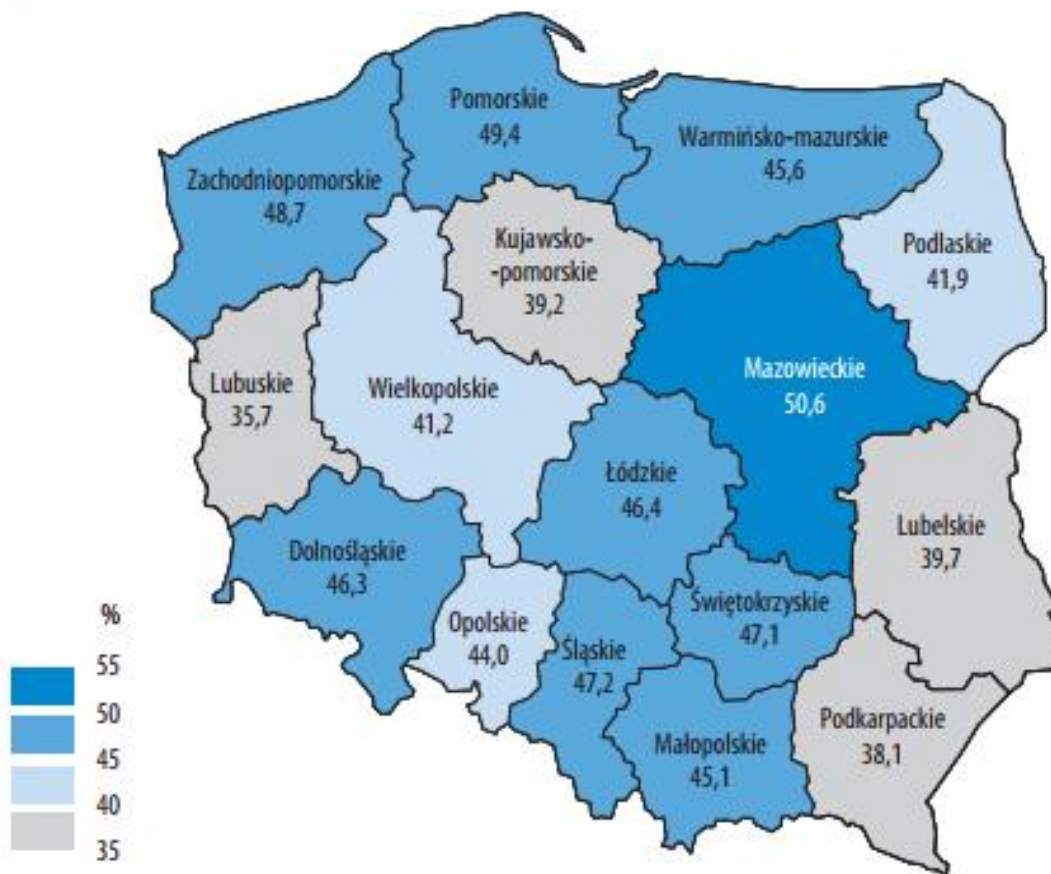 Pomorskie
49,4
Warmińsko-mazurskie
45,6
Zachodniopomorskie
48,7
Kujawsko-
-pomorskie
39,2
Podlaskie
41,9
Mazowieckie
50,6
Lubuskie
35,7
Wielkopolskie
41,2
Łódzkie
46,4
Lubelskie
39,7
Dolnośląskie
46,3
Opolskie
44,0
Śląskie
47,2
Świętokrzyskie
47,1
Małopolskie
45,1
Podkarpackie
38,1
%
55
50
45
40
35